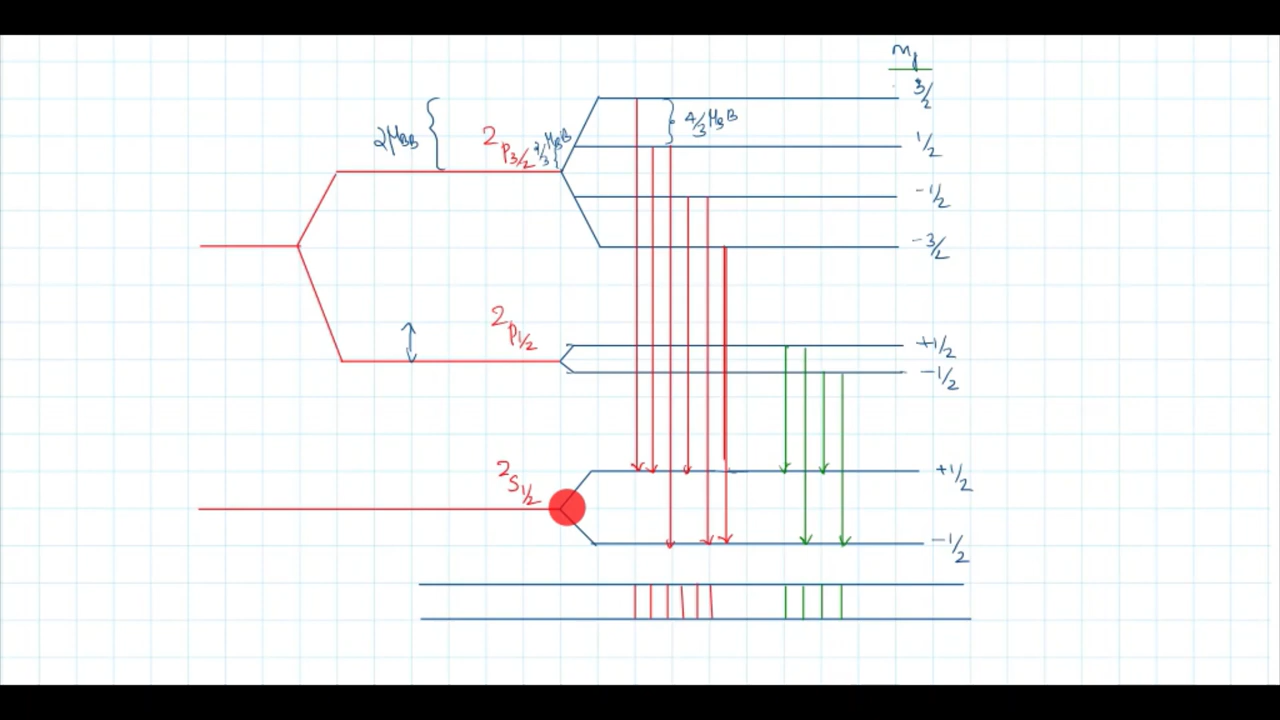 mj
3/2
2μBB
²P3/2
2/3 μBB
4/3 μBB
1/2
-1/2
-3/2
²P1/2
+1/2
-1/2
²S1/2
+1/2
-1/2